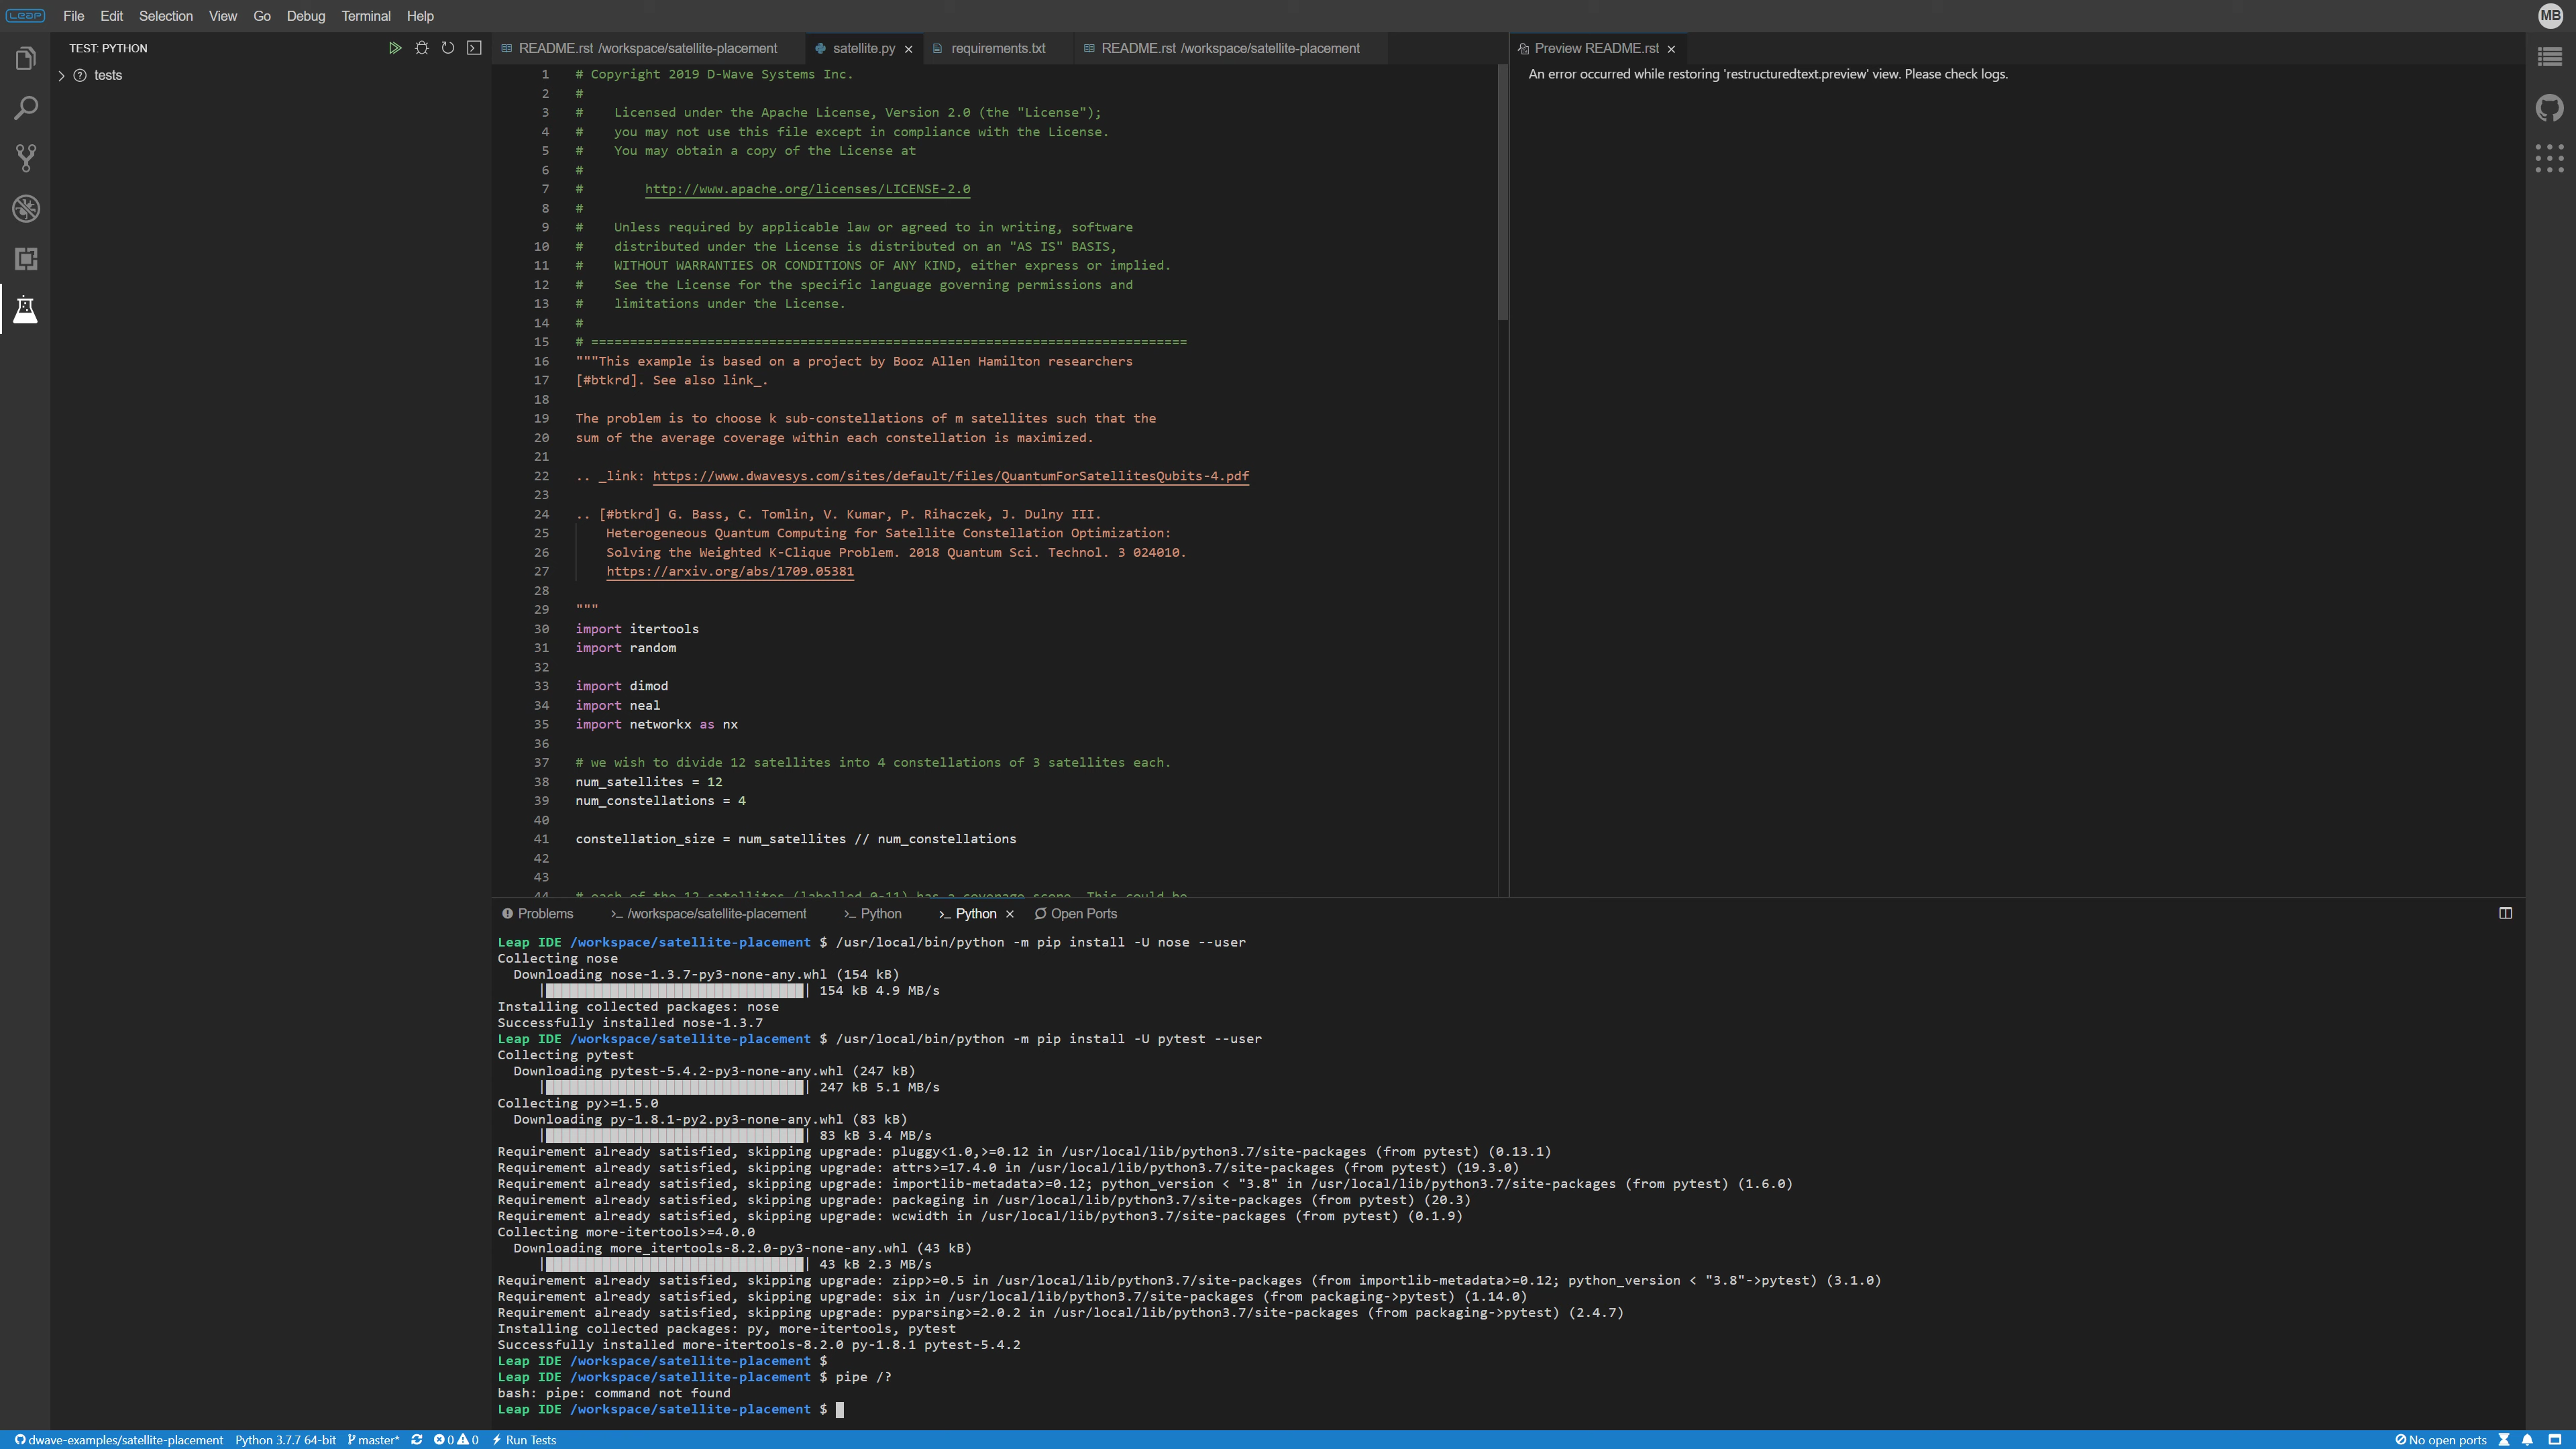 Leap File Edit Selection View Go Debug Terminal Help MB
TEST: PYTHON
tests
README.rst /workspace/satellite-placement satellite.py requirements.txt README.rst /workspace/satellite-placement
1 # Copyright 2019 D-Wave Systems Inc.
2 #
3 #    Licensed under the Apache License, Version 2.0 (the "License");
4 #    you may not use this file except in compliance with the License.
5 #    You may obtain a copy of the License at
6 #
7 #        http://www.apache.org/licenses/LICENSE-2.0
8 #
9 #    Unless required by applicable law or agreed to in writing, software
10 #    distributed under the License is distributed on an "AS IS" BASIS,
11 #    WITHOUT WARRANTIES OR CONDITIONS OF ANY KIND, either express or implied.
12 #    See the License for the specific language governing permissions and
13 #    limitations under the License.
14 #
15 # =============================================================================
16 """This example is based on a project by Booz Allen Hamilton researchers
17 [#btkrd]. See also link_.
18
19 The problem is to choose k sub-constellations of m satellites such that the
20 sum of the average coverage within each constellation is maximized.
21
22 .. _link: https://www.dwavesys.com/sites/default/files/QuantumForSatellitesQubits-4.pdf
23
24 .. [#btkrd] G. Bass, C. Tomlin, V. Kumar, P. Rihaczek, J. Dulny III.
25     Heterogeneous Quantum Computing for Satellite Constellation Optimization:
26     Solving the Weighted K-Clique Problem. 2018 Quantum Sci. Technol. 3 024010.
27     https://arxiv.org/abs/1709.05381
28
29 """
30 import itertools
31 import random
32
33 import dimod
34 import neal
35 import networkx as nx
36
37 # we wish to divide 12 satellites into 4 constellations of 3 satellites each.
38 num_satellites = 12
39 num_constellations = 4
40
41 constellation_size = num_satellites // num_constellations
42
43
44 # each of the 12 satellites (labelled 0-11) has a coverage score. This could be
Preview README.rst
An error occurred while restoring 'restructuredtext.preview' view. Please check logs.
Problems >_ /workspace/satellite-placement >_ Python >_ Python Open Ports
Leap IDE /workspace/satellite-placement $ /usr/local/bin/python -m pip install -U nose --user
Collecting nose
  Downloading nose-1.3.7-py3-none-any.whl (154 kB)
     |████████████████████████████████| 154 kB 4.9 MB/s
Installing collected packages: nose
Successfully installed nose-1.3.7
Leap IDE /workspace/satellite-placement $ /usr/local/bin/python -m pip install -U pytest --user
Collecting pytest
  Downloading pytest-5.4.2-py3-none-any.whl (247 kB)
     |████████████████████████████████| 247 kB 5.1 MB/s
Collecting py>=1.5.0
  Downloading py-1.8.1-py2.py3-none-any.whl (83 kB)
     |████████████████████████████████| 83 kB 3.4 MB/s
Requirement already satisfied, skipping upgrade: pluggy<1.0,>=0.12 in /usr/local/lib/python3.7/site-packages (from pytest) (0.13.1)
Requirement already satisfied, skipping upgrade: attrs>=17.4.0 in /usr/local/lib/python3.7/site-packages (from pytest) (19.3.0)
Requirement already satisfied, skipping upgrade: importlib-metadata>=0.12; python_version < "3.8" in /usr/local/lib/python3.7/site-packages (from pytest) (1.6.0)
Requirement already satisfied, skipping upgrade: packaging in /usr/local/lib/python3.7/site-packages (from pytest) (20.3)
Requirement already satisfied, skipping upgrade: wcwidth in /usr/local/lib/python3.7/site-packages (from pytest) (0.1.9)
Collecting more-itertools>=4.0.0
  Downloading more_itertools-8.2.0-py3-none-any.whl (43 kB)
     |████████████████████████████████| 43 kB 2.3 MB/s
Requirement already satisfied, skipping upgrade: zipp>=0.5 in /usr/local/lib/python3.7/site-packages (from importlib-metadata>=0.12; python_version < "3.8"->pytest) (3.1.0)
Requirement already satisfied, skipping upgrade: six in /usr/local/lib/python3.7/site-packages (from packaging->pytest) (1.14.0)
Requirement already satisfied, skipping upgrade: pyparsing>=2.0.2 in /usr/local/lib/python3.7/site-packages (from packaging->pytest) (2.4.7)
Installing collected packages: py, more-itertools, pytest
Successfully installed more-itertools-8.2.0 py-1.8.1 pytest-5.4.2
Leap IDE /workspace/satellite-placement $
Leap IDE /workspace/satellite-placement $ pipe /?
bash: pipe: command not found
Leap IDE /workspace/satellite-placement $
dwave-examples/satellite-placement Python 3.7.7 64-bit master* 0 0 Run Tests No open ports